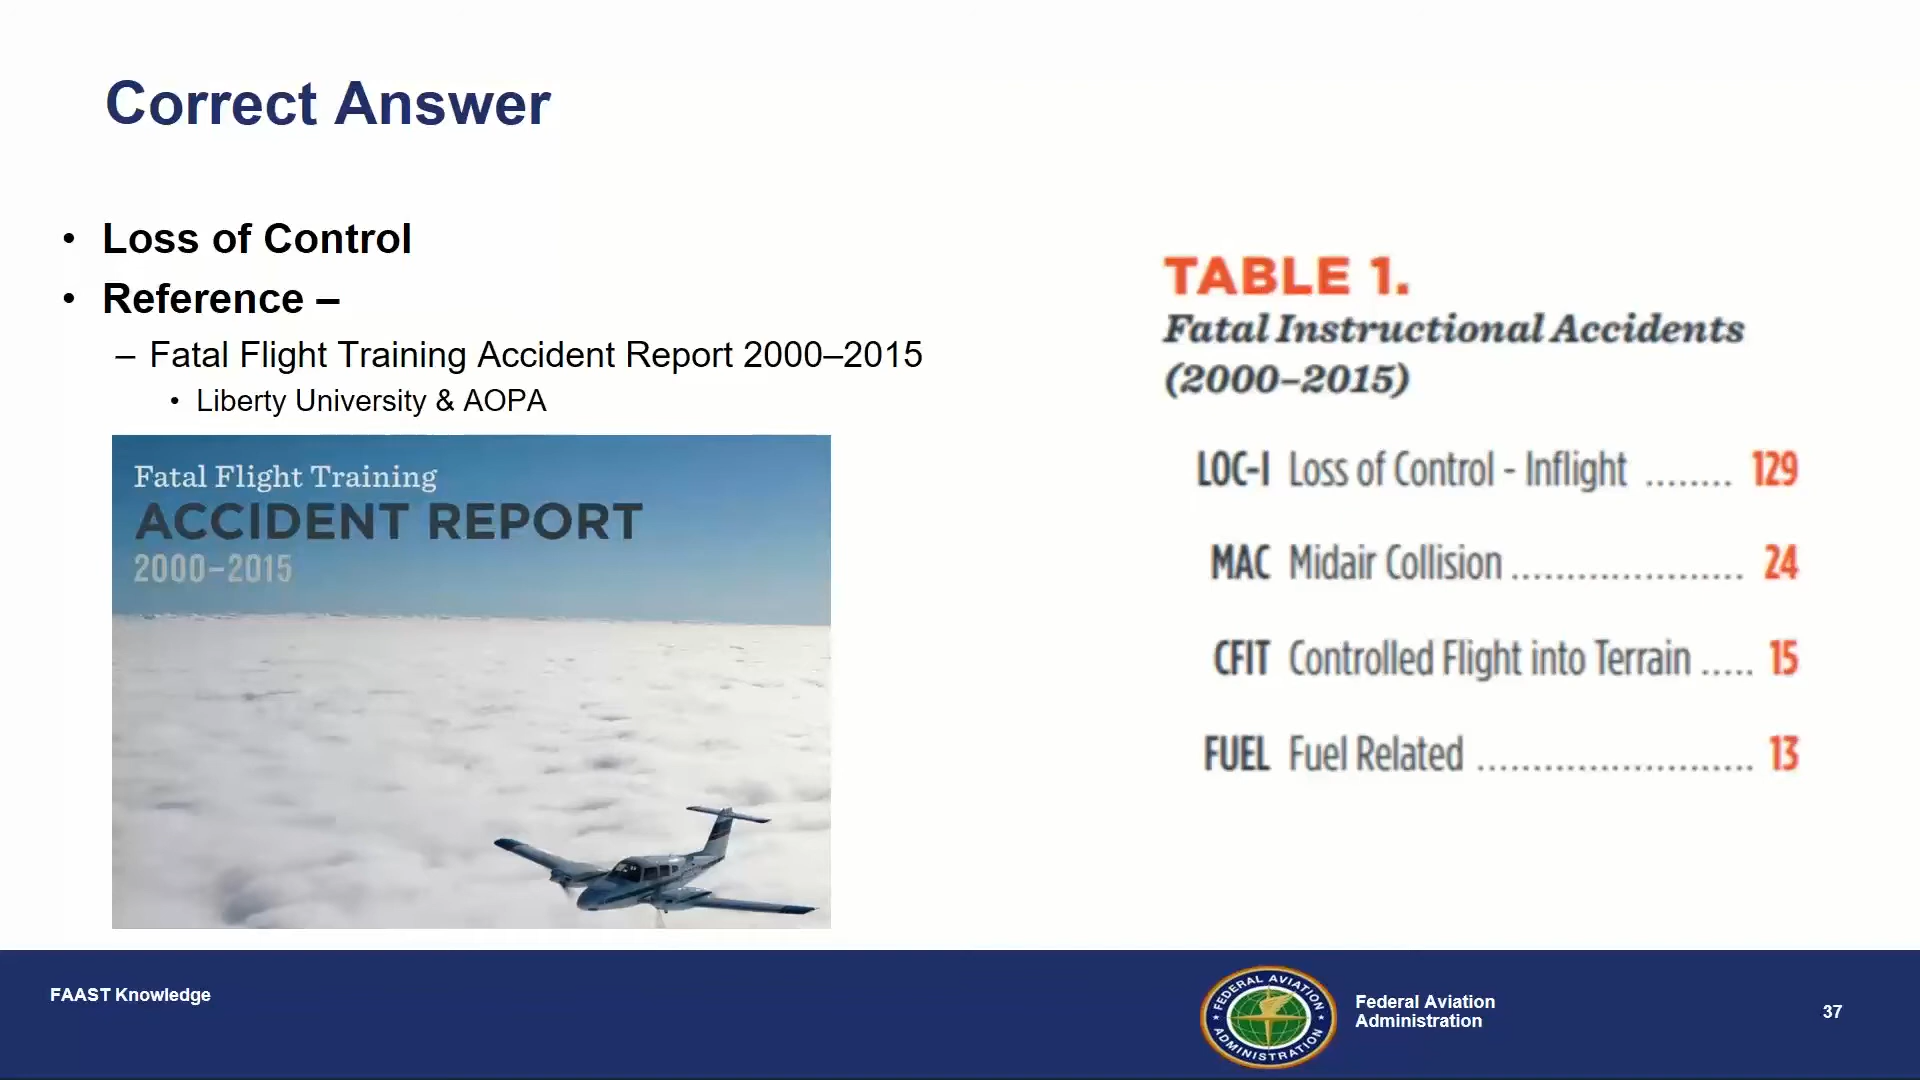 Correct Answer
• Loss of Control
• Reference –
– Fatal Flight Training Accident Report 2000–2015
• Liberty University & AOPA
Fatal Flight Training
ACCIDENT REPORT
2000–2015
TABLE 1.
Fatal Instructional Accidents
(2000–2015)
LOC-I Loss of Control - Inflight ........ 129
MAC Midair Collision ..................... 24
CFIT Controlled Flight into Terrain ..... 15
FUEL Fuel Related ......................... 13
FAAST Knowledge
FEDERAL AVIATION
ADMINISTRATION
Federal Aviation
Administration
37